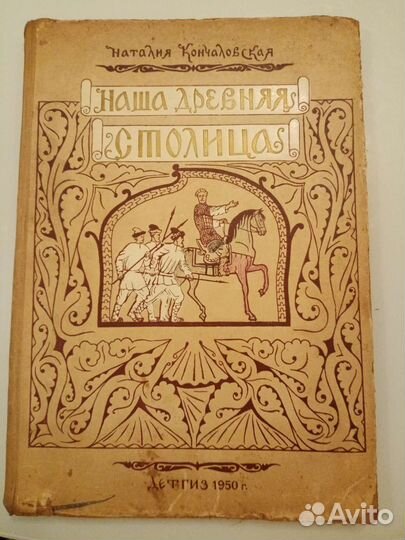 Наталия Кончаловская
Наша древняя
столица
Детгиз 1950 г.
Avito